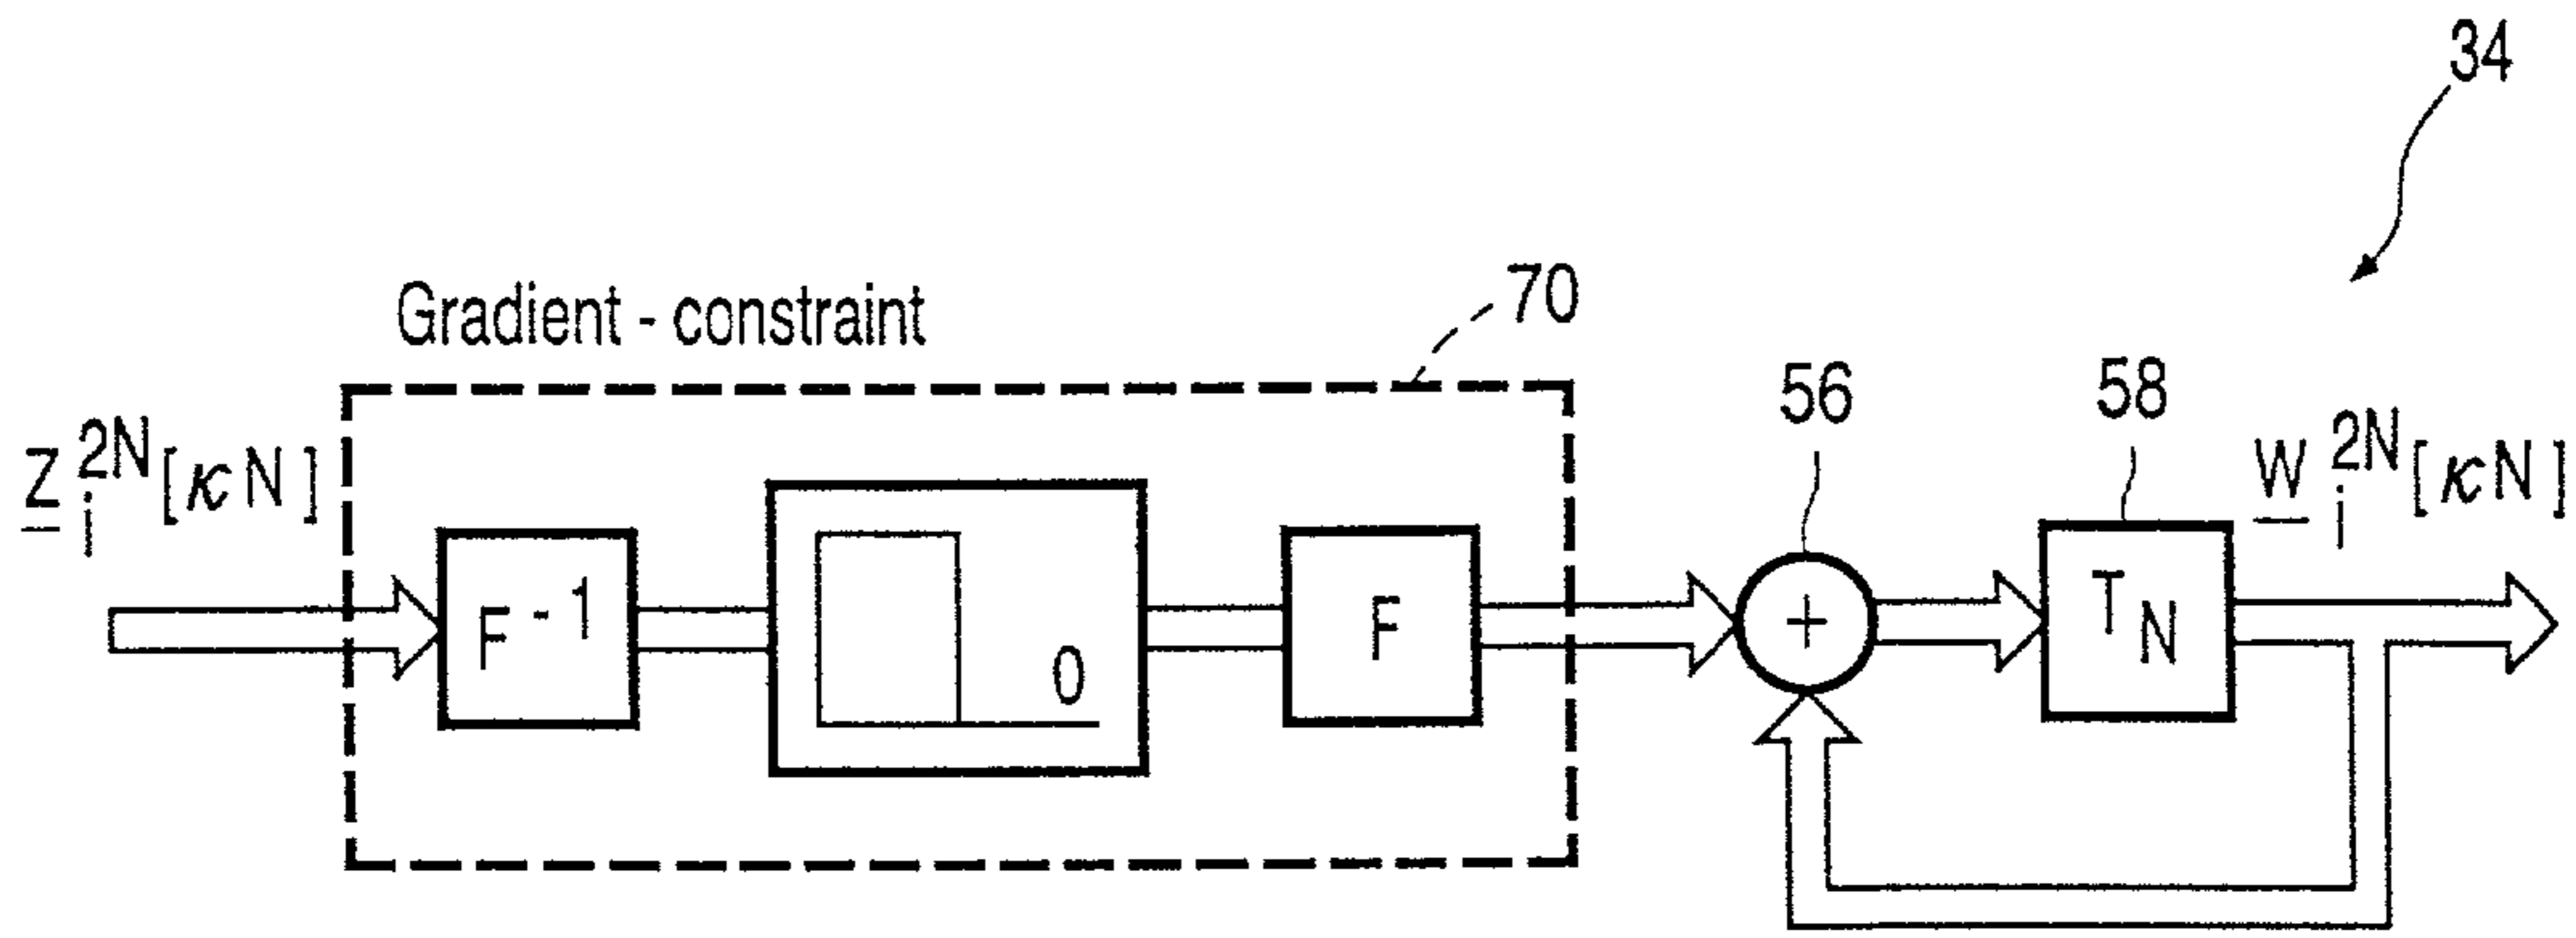 34
Gradient - constraint
70
56
58
Z i 2N [κN]
W i 2N [κN]
F -1
0
F
+
T N